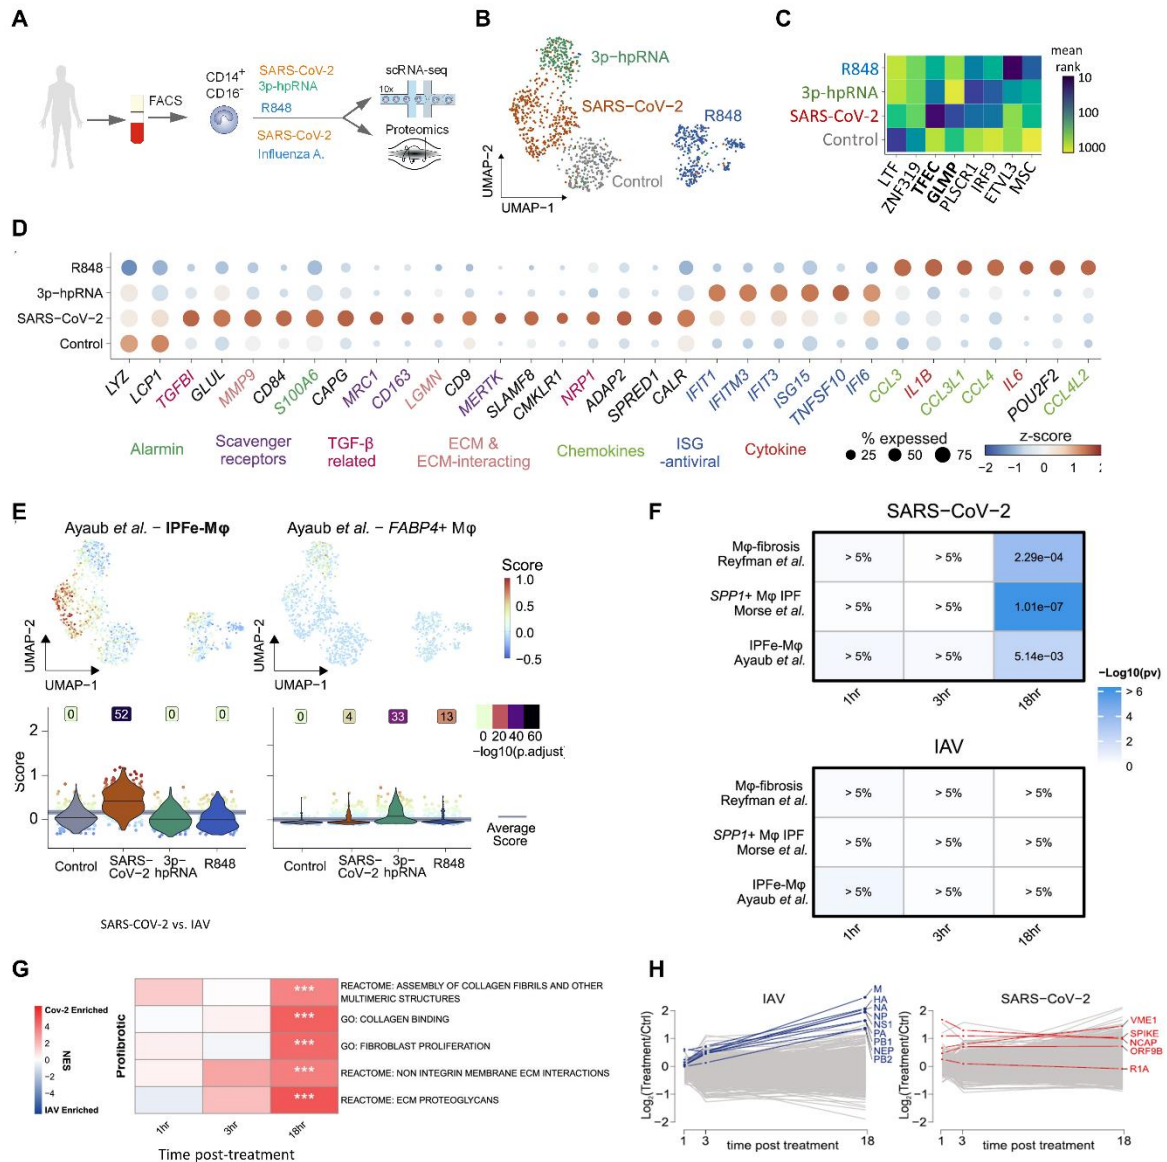 A
FACS
CD14+
CD16-
SARS-CoV-2
3p-hpRNA
R848
SARS-CoV-2
Influenza A.
scRNA-seq
10x
Proteomics
B
3p-hpRNA
SARS-CoV-2
R848
Control
UMAP-2
UMAP-1
C
R848
3p-hpRNA
SARS-CoV-2
Control
LTF
ZNF319
TFEC
GLMP
PLSCR1
IRF9
ETVL3
MSC
mean
rank
10
100
1000
D
R848
3p-hpRNA
SARS-CoV-2
Control
LYZ
LCP1
TGFBI
GLUL
MMP9
CD84
S100A6
CAPG
MRC1
CD163
LGMN
CD9
MERTK
SLAMF8
CMKLR1
NRP1
ADAP2
SPRED1
CALR
IFIT1
IFITM3
IFIT3
ISG15
TNFSF10
IFI6
CCL3
IL1B
CCL3L1
CCL4
IL6
POU2F2
CCL4L2
Alarmin
Scavenger
receptors
TGF-β
related
ECM &
ECM-interacting
Chemokines
ISG
-antiviral
Cytokine
% expessed
25 50 75
z-score
-2 -1 0 1
E
Ayaub et al. - IPFe-Mφ
Ayaub et al. - FABP4+ Mφ
UMAP-2
UMAP-1
UMAP-2
UMAP-1
Score
1.0
0.5
0.0
-0.5
0 52 0 0
0 4 33 13
Score
2
1
0
Control
SARS-
CoV-2
3p-
hpRNA
R848
Control
SARS-
CoV-2
3p-
hpRNA
R848
0 20 40 60
-log10(p.adjust)
Average
Score
F
SARS-CoV-2
Mφ-fibrosis
Reyfman et al.
> 5% > 5% 2.29e-04
SPP1+ Mφ IPF
Morse et al.
> 5% > 5% 1.01e-07
IPFe-Mφ
Ayaub et al.
> 5% > 5% 5.14e-03
1hr 3hr 18hr
-Log10(pv)
> 6
4
2
0
IAV
Mφ-fibrosis
Reyfman et al.
> 5% > 5% > 5%
SPP1+ Mφ IPF
Morse et al.
> 5% > 5% > 5%
IPFe-Mφ
Ayaub et al.
> 5% > 5% > 5%
1hr 3hr 18hr
SARS-COV-2 vs. IAV
G
Cov-2 Enriched
4
2
0
-2
-4
IAV Enriched
NES
Profibrotic
*** REACTOME: ASSEMBLY OF COLLAGEN FIBRILS AND OTHER
MULTIMERIC STRUCTURES
*** GO: COLLAGEN BINDING
*** GO: FIBROBLAST PROLIFERATION
*** REACTOME: NON INTEGRIN MEMBRANE ECM INTERACTIONS
*** REACTOME: ECM PROTEOGLYCANS
1hr 3hr 18hr
Time post-treatment
H
IAV
Log2(Treatment/Ctrl)
2
1
0
-1
-2
M
HA
NA
NP
NS1
PA
PB1
NEP
PB2
1 3 18
time post treatment
SARS-CoV-2
Log2(Treatment/Ctrl)
2
1
0
-1
-2
VME1
SPIKE
NCAP
ORF9B
R1A
1 3 18
time post treatment